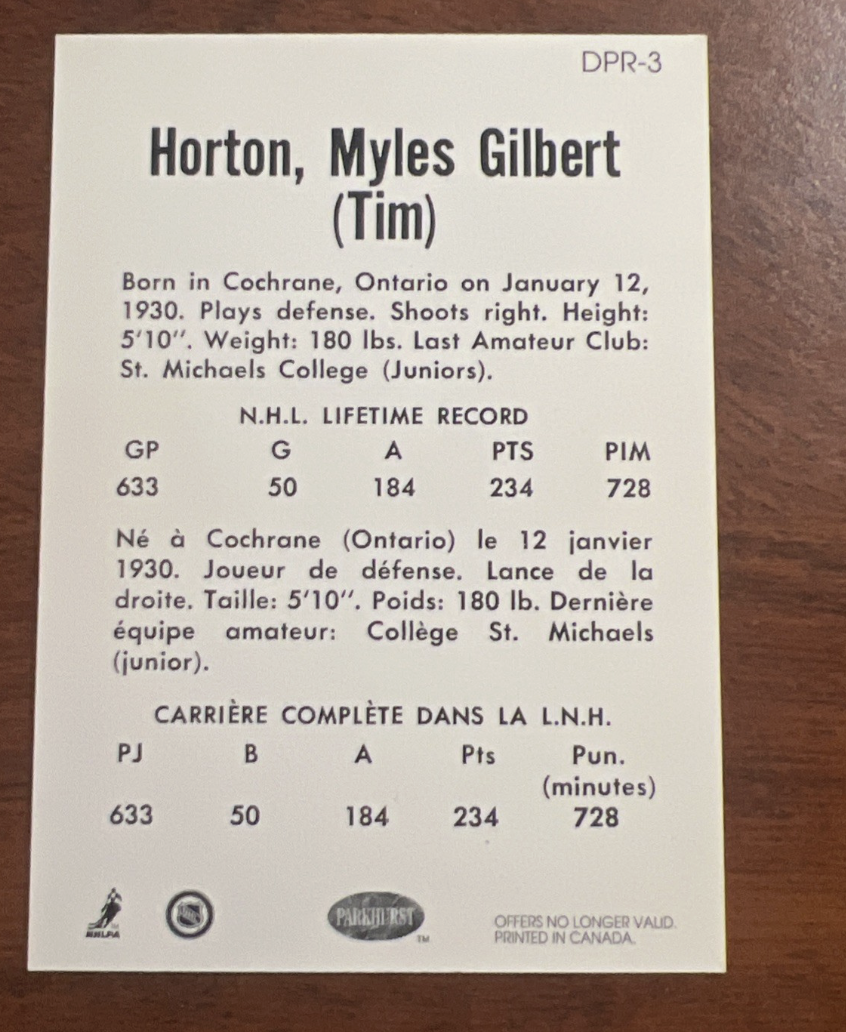 DPR-3
Horton, Myles Gilbert
(Tim)
Born in Cochrane, Ontario on January 12,
1930. Plays defense. Shoots right. Height:
5'10''. Weight: 180 lbs. Last Amateur Club:
St. Michaels College (Juniors).
N.H.L. LIFETIME RECORD
GP G A PTS PIM
633 50 184 234 728
Né à Cochrane (Ontario) le 12 janvier
1930. Joueur de défense. Lance de la
droite. Taille: 5'10''. Poids: 180 lb. Dernière
équipe amateur: Collège St. Michaels
(junior).
CARRIÈRE COMPLÈTE DANS LA L.N.H.
PJ B A Pts Pun.
(minutes)
633 50 184 234 728
NHLPA
NHL
PARKHURST
TM
OFFERS NO LONGER VALID.
PRINTED IN CANADA.